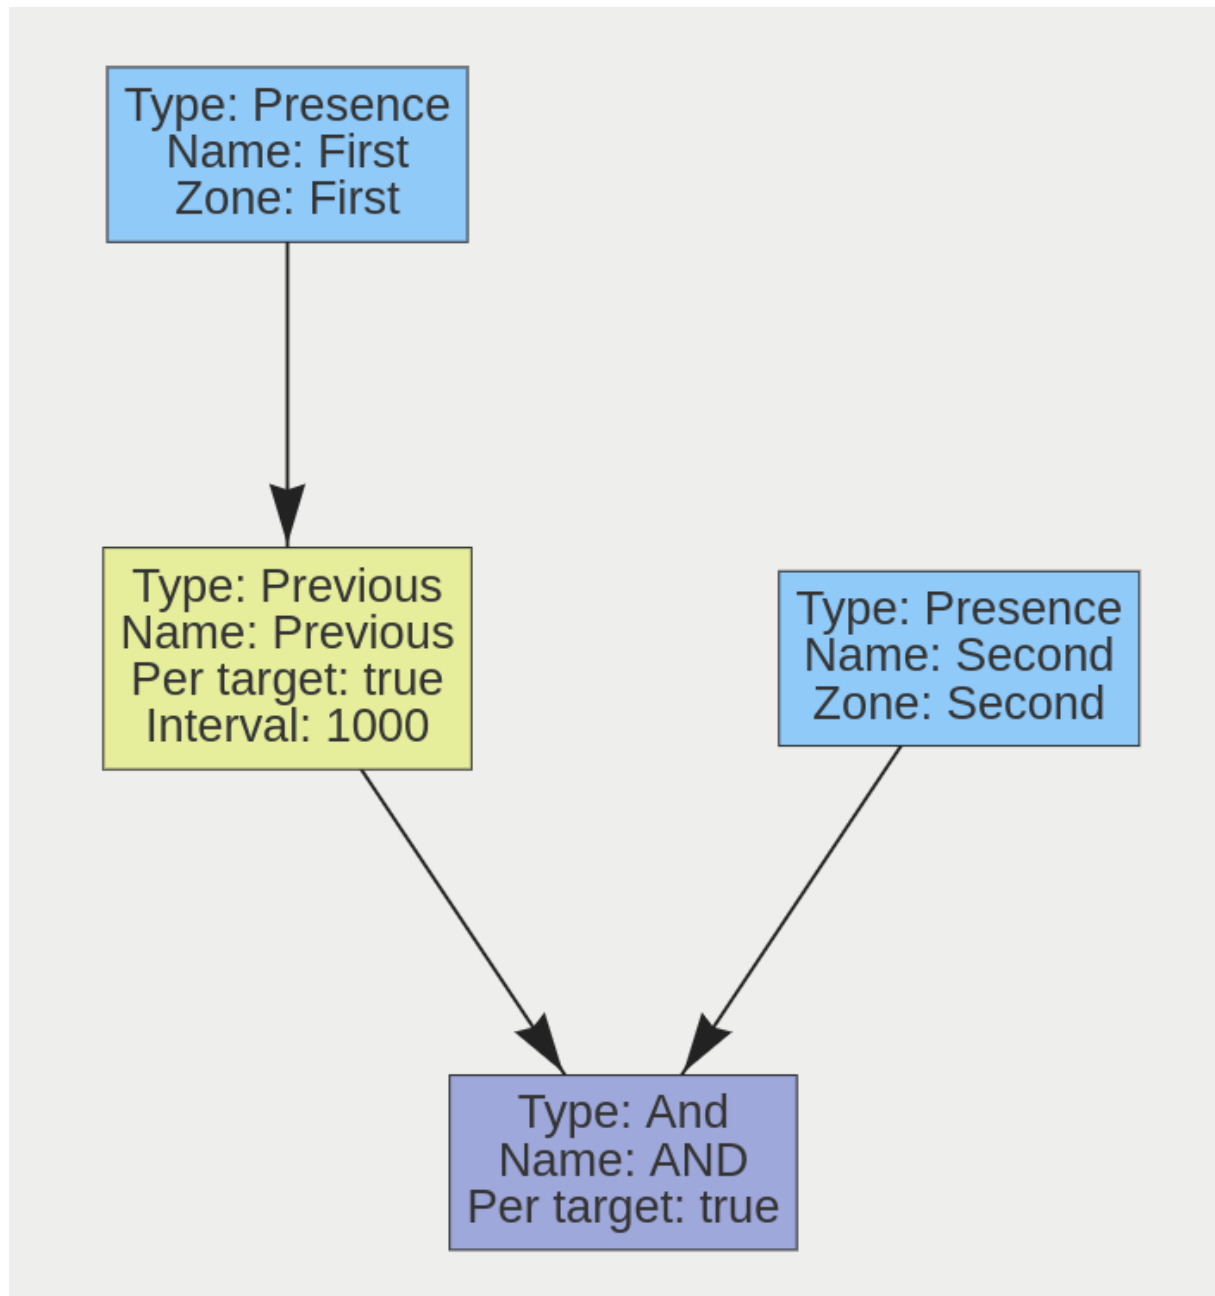 Type: Presence
Name: First
Zone: First
Type: Previous
Name: Previous
Per target: true
Interval: 1000
Type: Presence
Name: Second
Zone: Second
Type: And
Name: AND
Per target: true